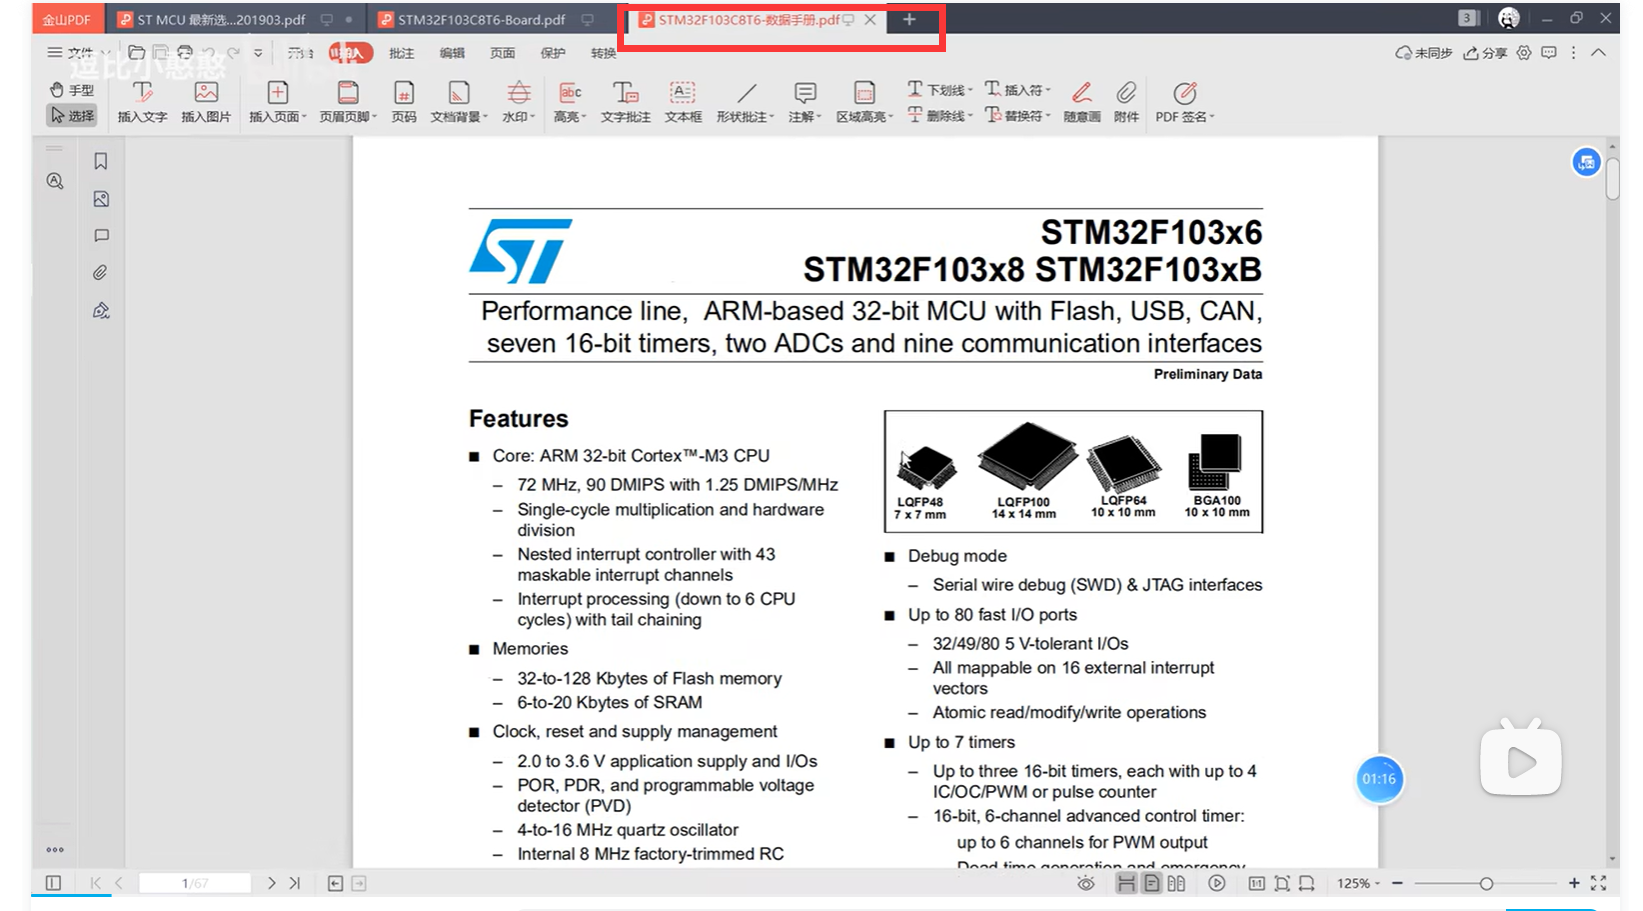 金山PDF
ST MCU 最新选...201903.pdf
STM32F103C8T6-Board.pdf
STM32F103C8T6-数据手册.pdf
3
文件
插入
批注
编辑
页面
保护
转换
未同步
分享
逗比小憨憨
手型
选择
插入文字
插入图片
插入页面
页眉页脚
页码
文档背景
水印
高亮
文字批注
文本框
形状批注
注解
区域高亮
下划线
删除线
插入符
替换符
随意画
附件
PDF 签名
ST
STM32F103x6
STM32F103x8 STM32F103xB
Performance line, ARM-based 32-bit MCU with Flash, USB, CAN,
seven 16-bit timers, two ADCs and nine communication interfaces
Preliminary Data
Features
■ Core: ARM 32-bit Cortex™-M3 CPU
– 72 MHz, 90 DMIPS with 1.25 DMIPS/MHz
– Single-cycle multiplication and hardware
division
– Nested interrupt controller with 43
maskable interrupt channels
– Interrupt processing (down to 6 CPU
cycles) with tail chaining
■ Memories
– 32-to-128 Kbytes of Flash memory
– 6-to-20 Kbytes of SRAM
■ Clock, reset and supply management
– 2.0 to 3.6 V application supply and I/Os
– POR, PDR, and programmable voltage
detector (PVD)
– 4-to-16 MHz quartz oscillator
– Internal 8 MHz factory-trimmed RC
LQFP48
7 x 7 mm
LQFP100
14 x 14 mm
LQFP64
10 x 10 mm
BGA100
10 x 10 mm
■ Debug mode
– Serial wire debug (SWD) & JTAG interfaces
■ Up to 80 fast I/O ports
– 32/49/80 5 V-tolerant I/Os
– All mappable on 16 external interrupt
vectors
– Atomic read/modify/write operations
■ Up to 7 timers
– Up to three 16-bit timers, each with up to 4
IC/OC/PWM or pulse counter
– 16-bit, 6-channel advanced control timer:
up to 6 channels for PWM output
Dead time generation and emergency
01:16
1/67
1:1
125%